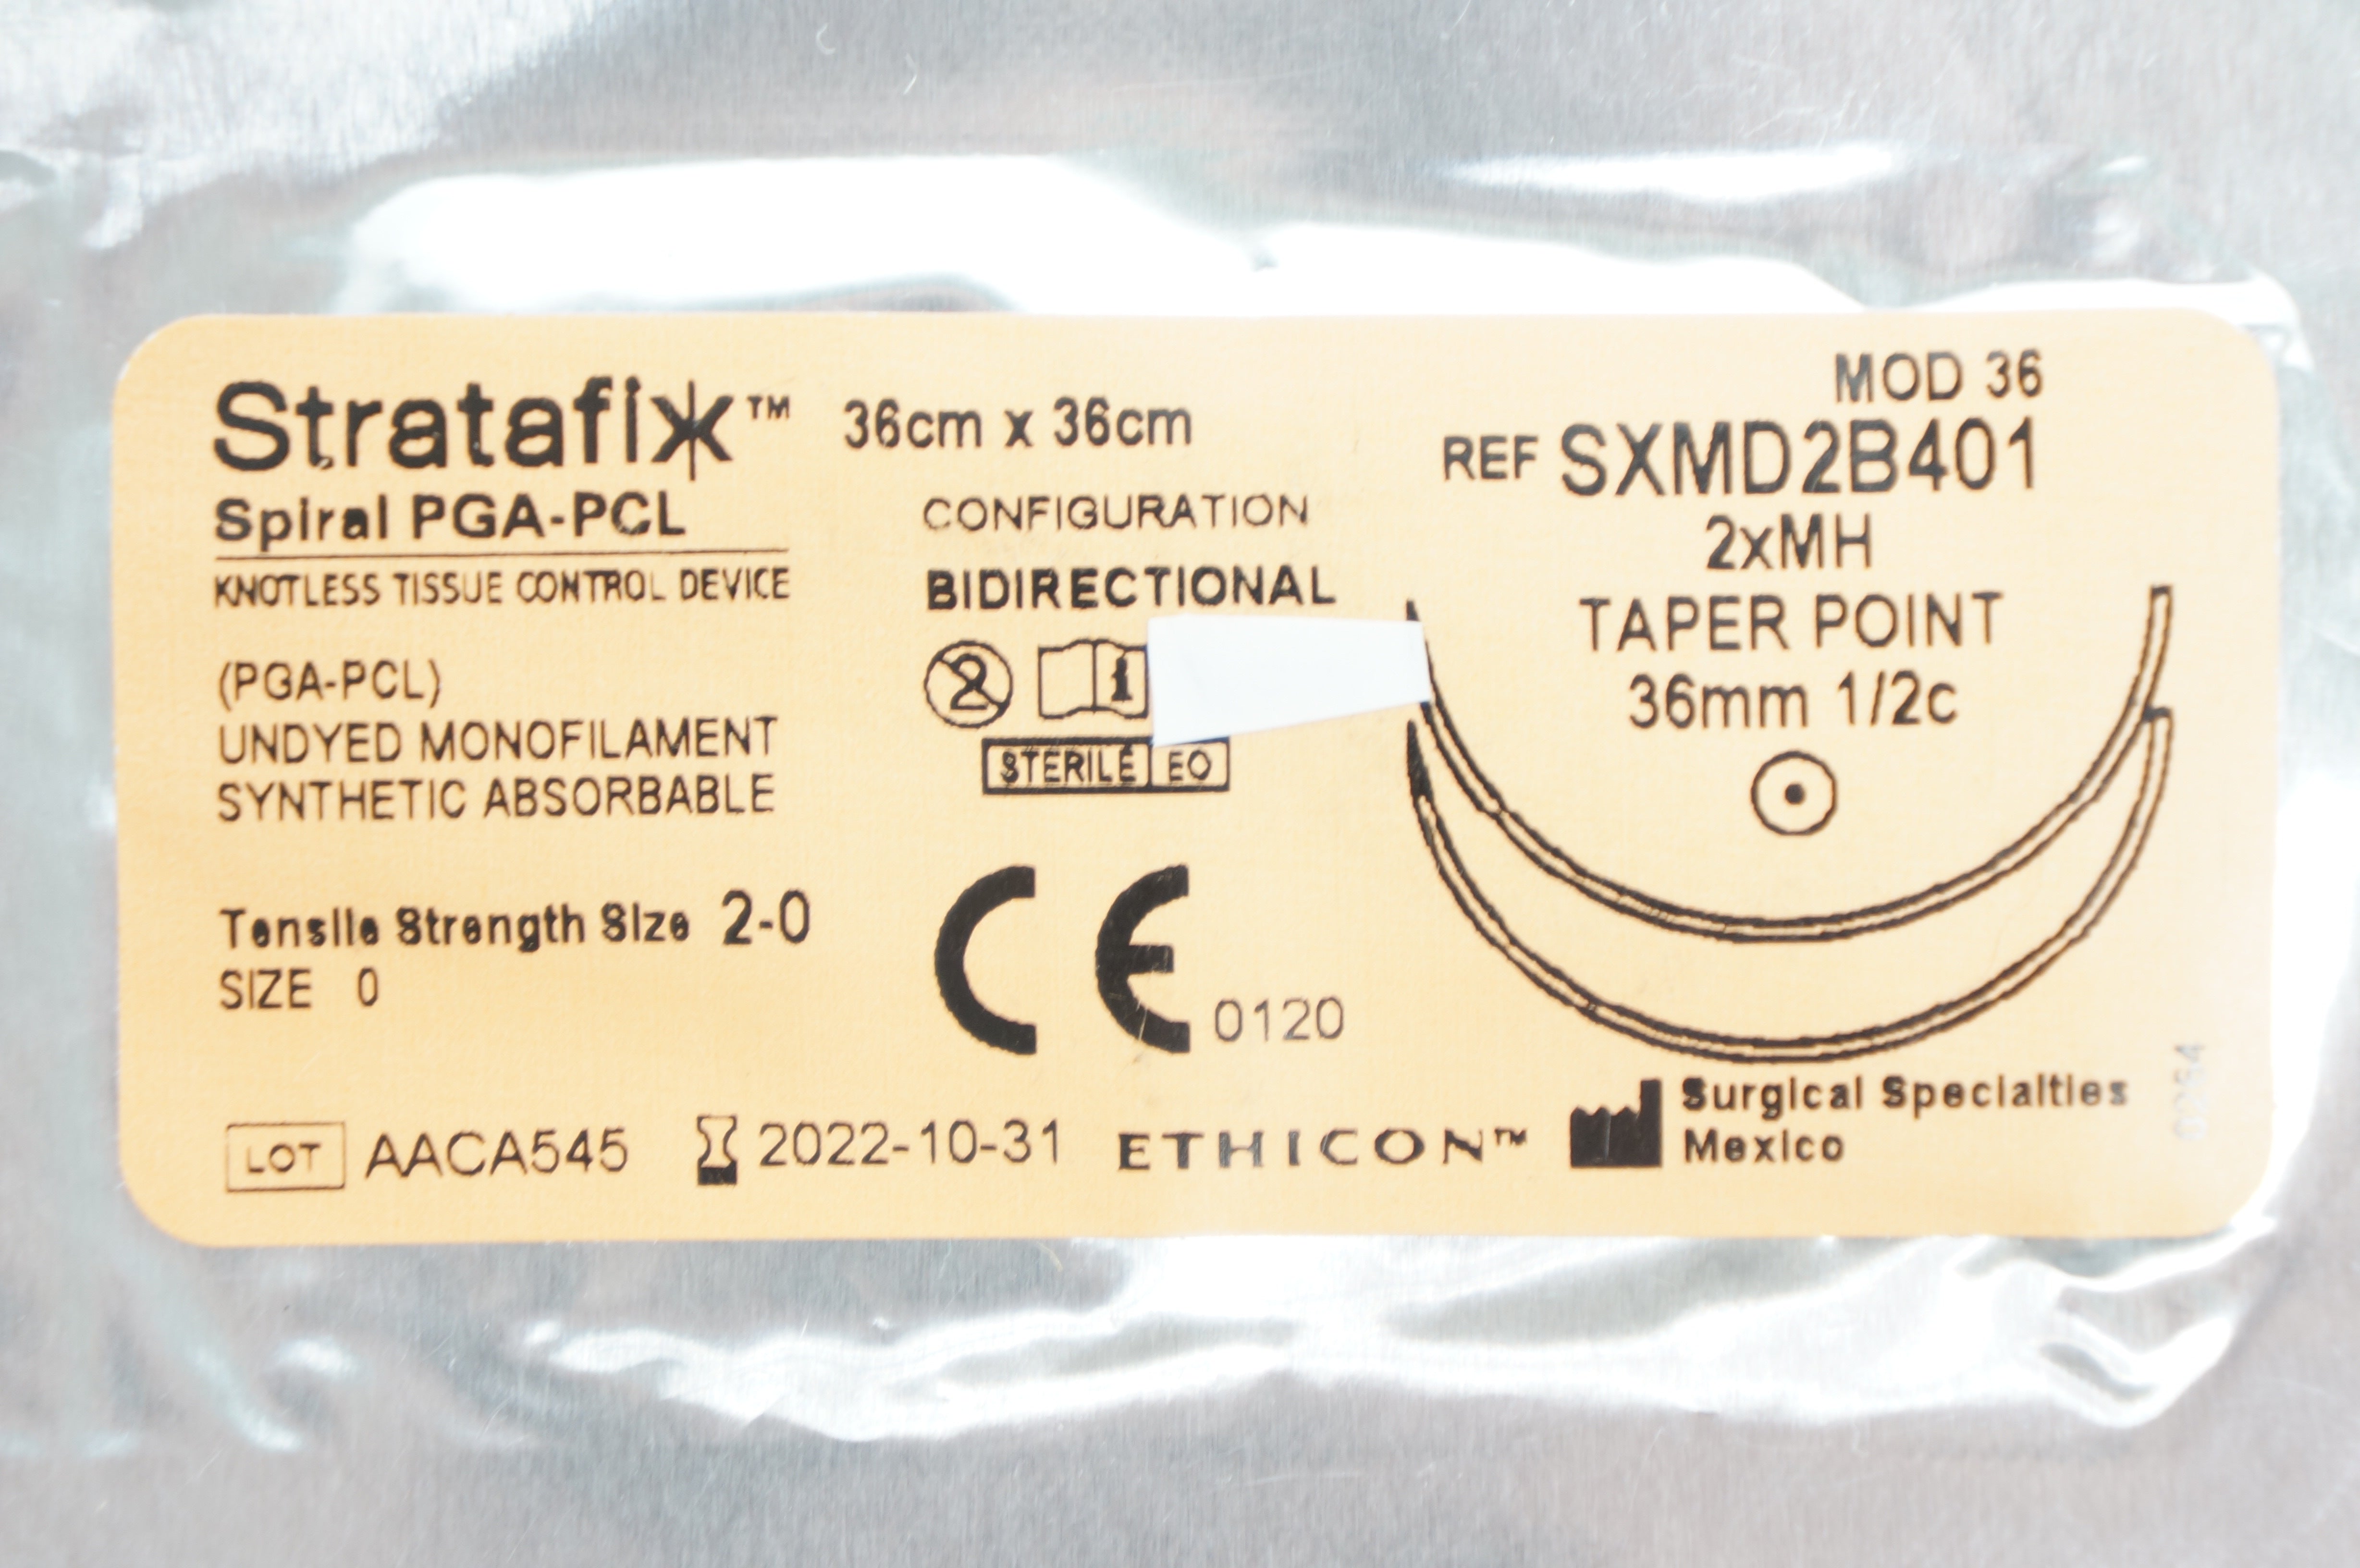 Stratafix™ 36cm x 36cm
Spiral PGA-PCL
KNOTLESS TISSUE CONTROL DEVICE
(PGA-PCL)
UNDYED MONOFILAMENT
SYNTHETIC ABSORBABLE
Tensile Strength Size 2-0
SIZE 0
CONFIGURATION
BIDIRECTIONAL
2 i
STERILE EO
CE 0120
MOD 36
REF SXMD2B401
2xMH
TAPER POINT
36mm 1/2c
LOT AACA545 2022-10-31 ETHICON™
Surgical Specialties
Mexico